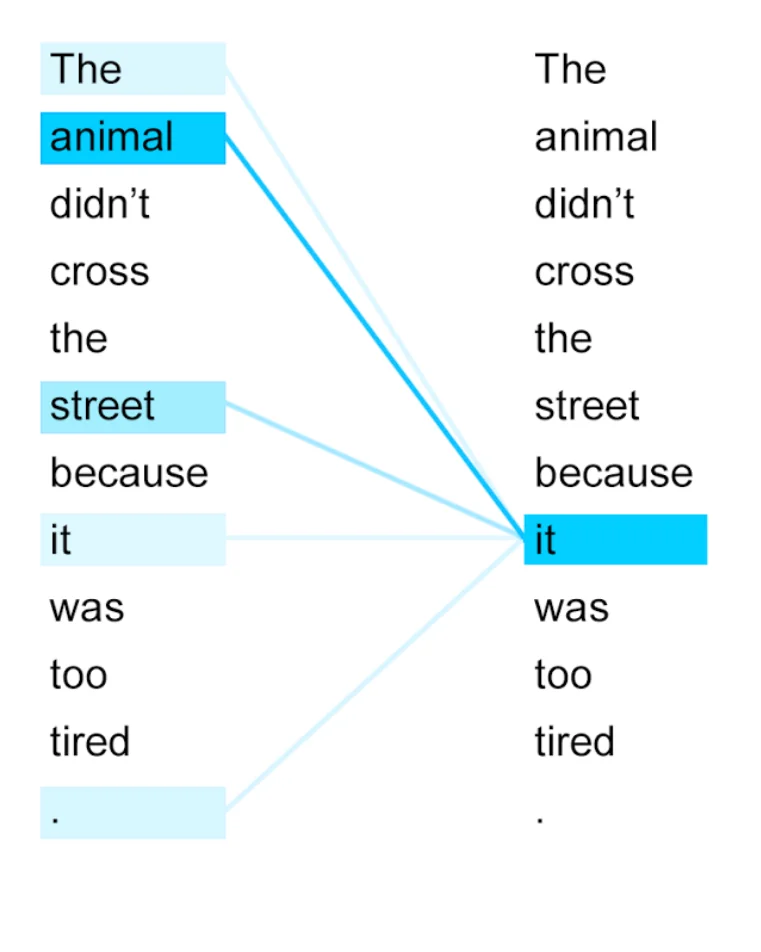 The
animal
didn’t
cross
the
street
because
it
was
too
tired
.
The
animal
didn’t
cross
the
street
because
it
was
too
tired
.